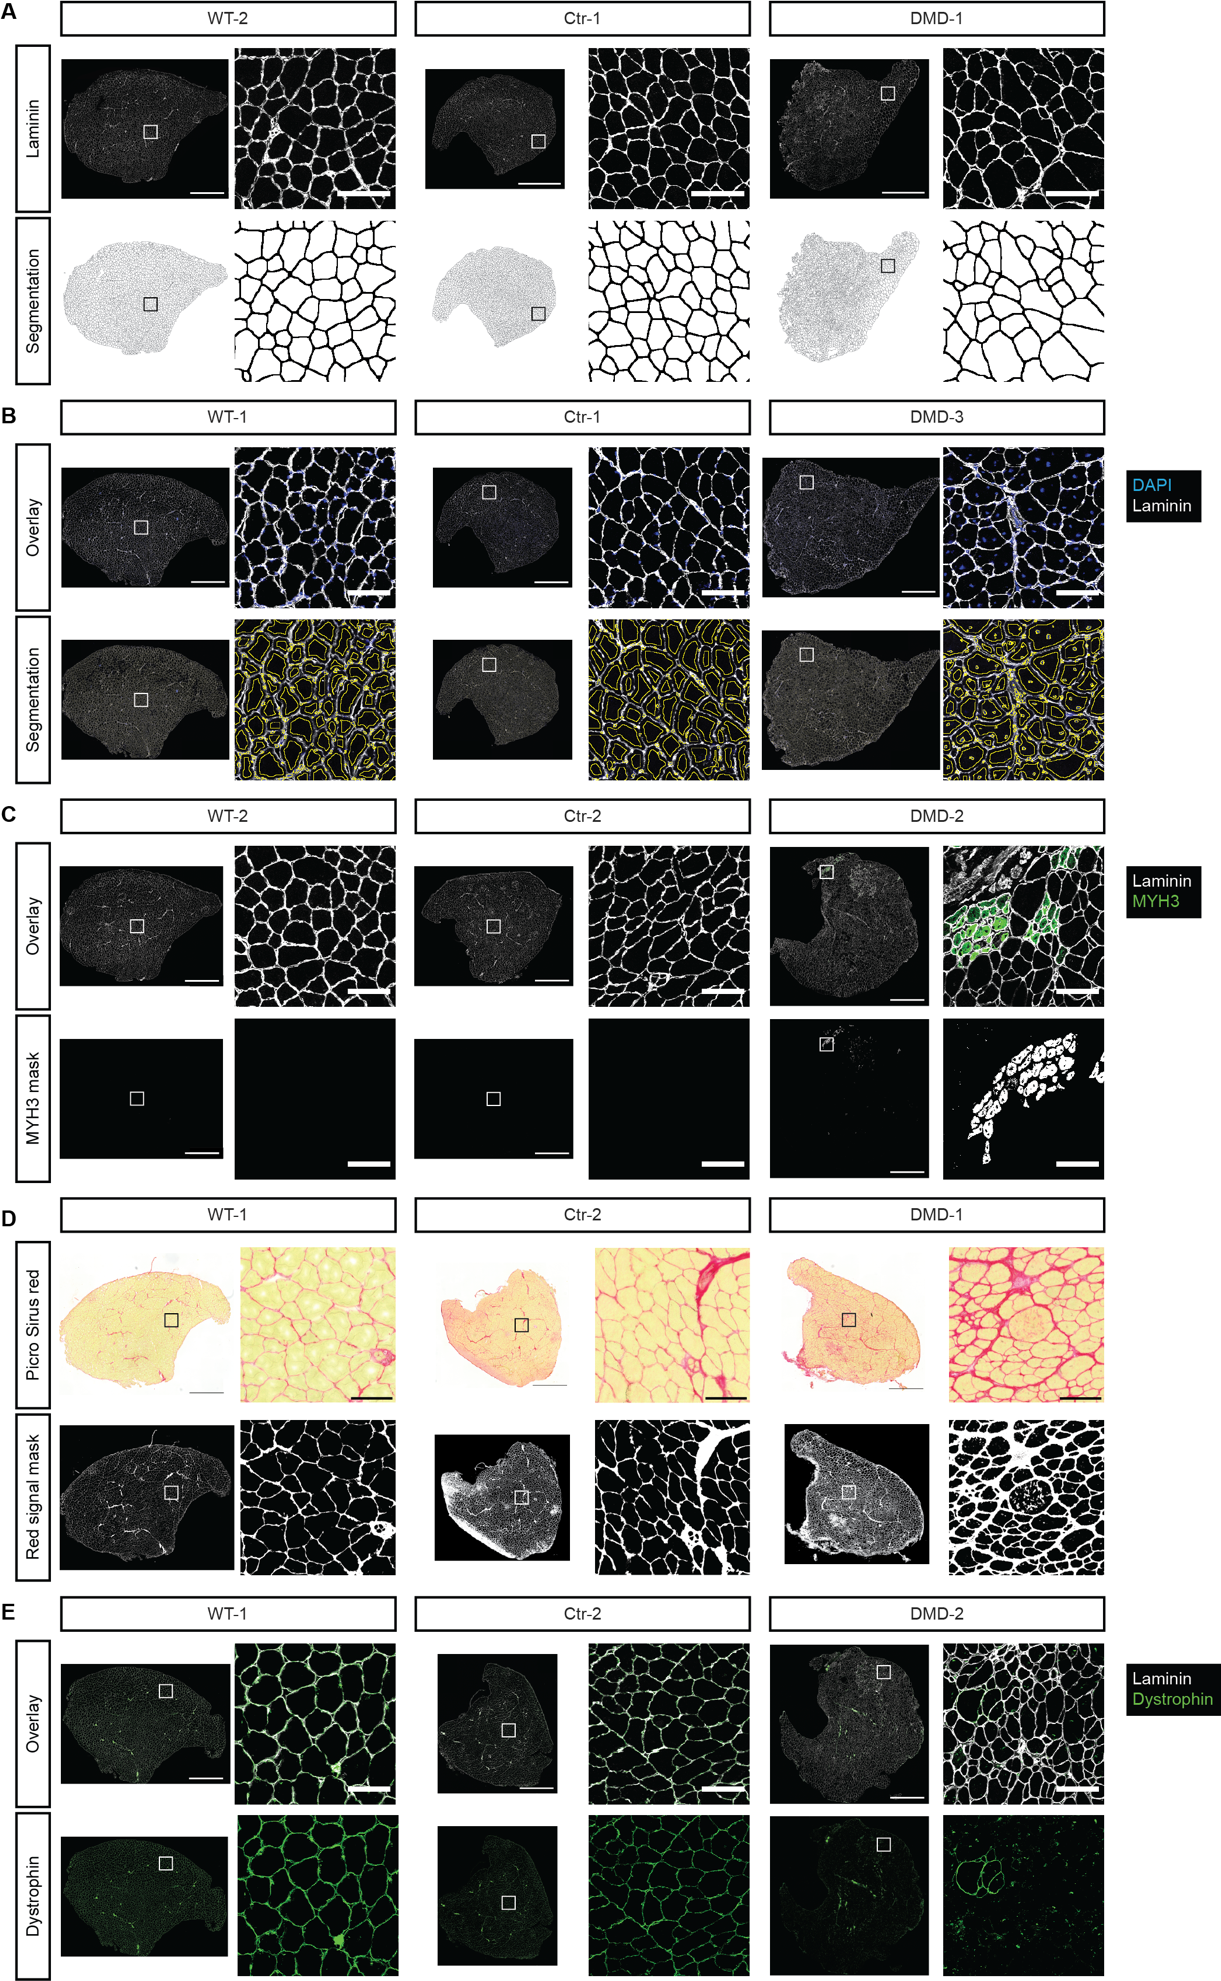 A
WT-2
Ctr-1
DMD-1
Laminin
Segmentation
B
WT-1
Ctr-1
DMD-3
Overlay
Segmentation
DAPI
Laminin
C
WT-2
Ctr-2
DMD-2
Overlay
MYH3 mask
Laminin
MYH3
D
WT-1
Ctr-2
DMD-1
Picro Sirus red
Red signal mask
E
WT-1
Ctr-2
DMD-2
Overlay
Dystrophin
Laminin
Dystrophin